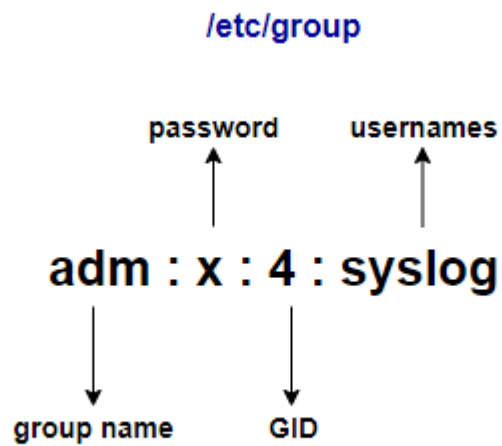 /etc/group
password usernames
adm : x : 4 : syslog
group name GID